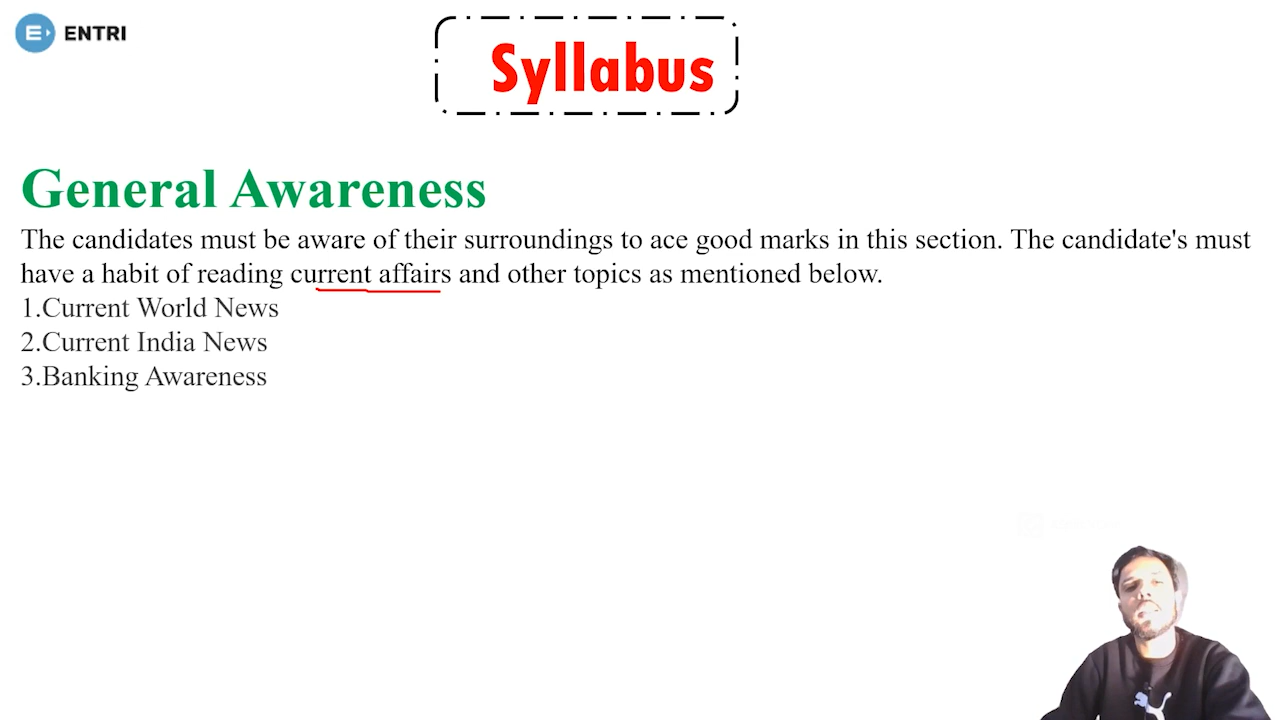 ENTRI
Syllabus
General Awareness
The candidates must be aware of their surroundings to ace good marks in this section. The candidate's must
have a habit of reading current affairs and other topics as mentioned below.
1.Current World News
2.Current India News
3.Banking Awareness